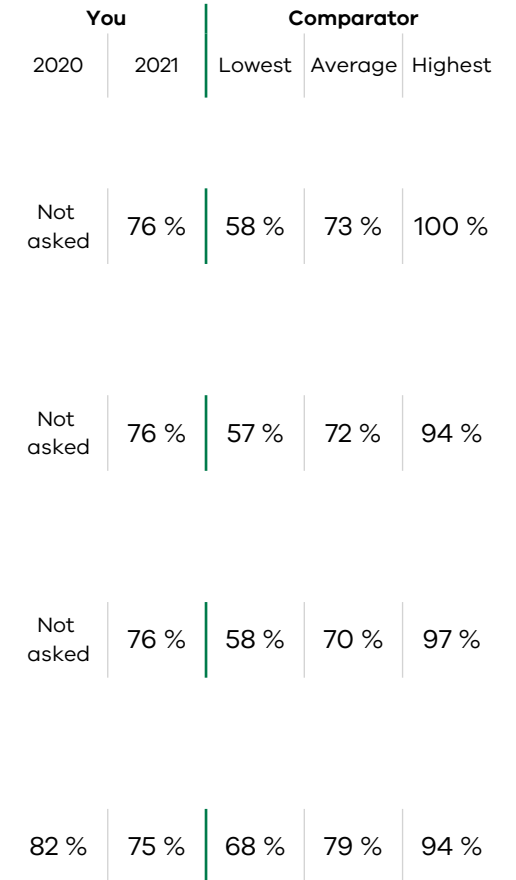 You Comparator
2020 2021 Lowest Average Highest
Not asked 76 % 58 % 73 % 100 %
Not asked 76 % 57 % 72 % 94 %
Not asked 76 % 58 % 70 % 97 %
82 % 75 % 68 % 79 % 94 %